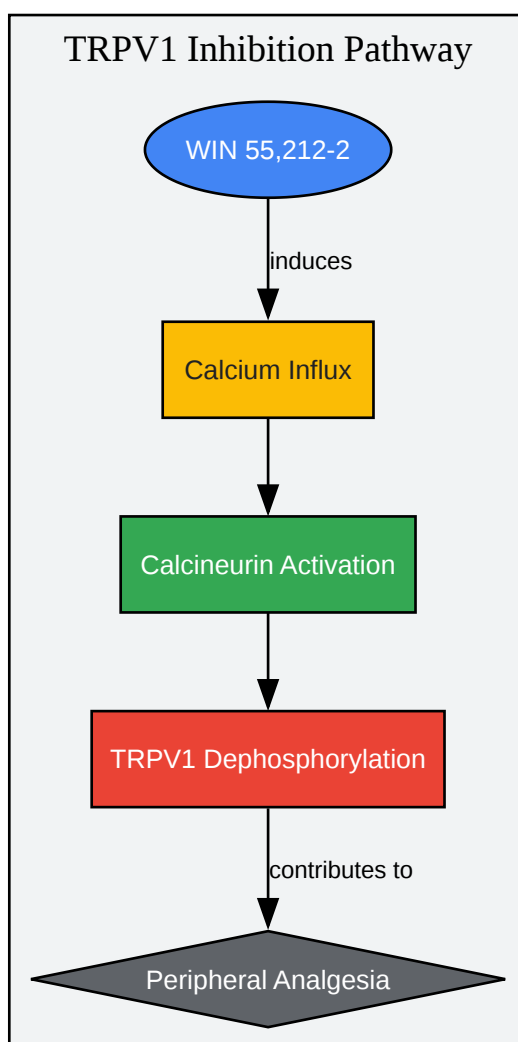 TRPV1 Inhibition Pathway
WIN 55,212-2
induces
Calcium Influx
Calcineurin Activation
TRPV1 Dephosphorylation
contributes to
Peripheral Analgesia